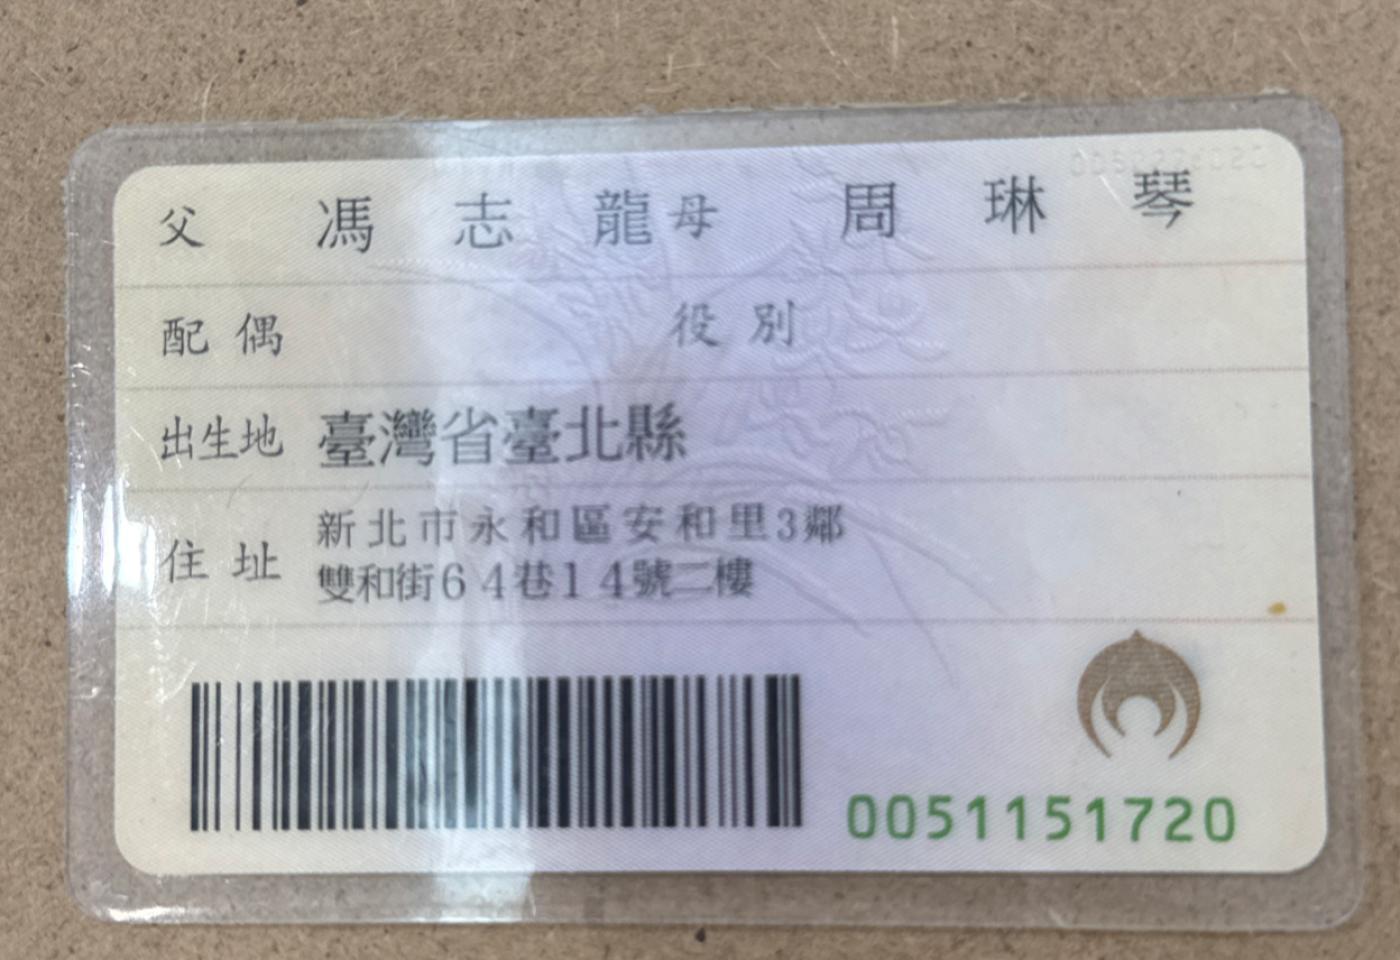 父 馮志龍 母 周琳琴
配偶 役別
出生地 臺灣省臺北縣
住址 新北市永和區安和里3鄰
雙和街64巷14號二樓
0051151720